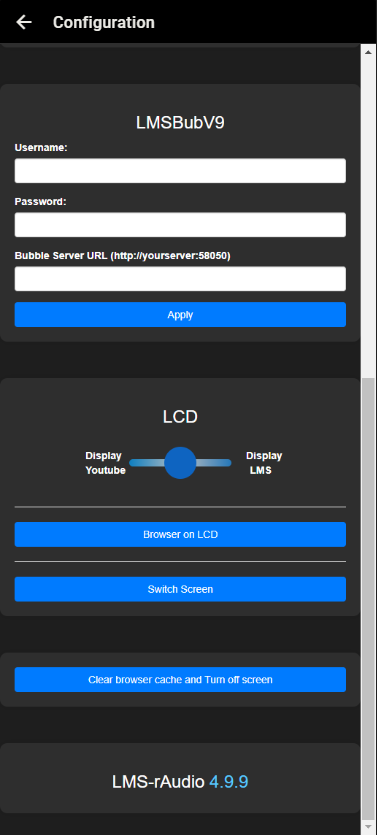 Configuration
LMSBubV9
Username:
Password:
Bubble Server URL (http://yourserver:58050)
Apply
LCD
Display Display
Youtube LMS
Browser on LCD
Switch Screen
Clear browser cache and Turn off screen
LMS-rAudio 4.9.9